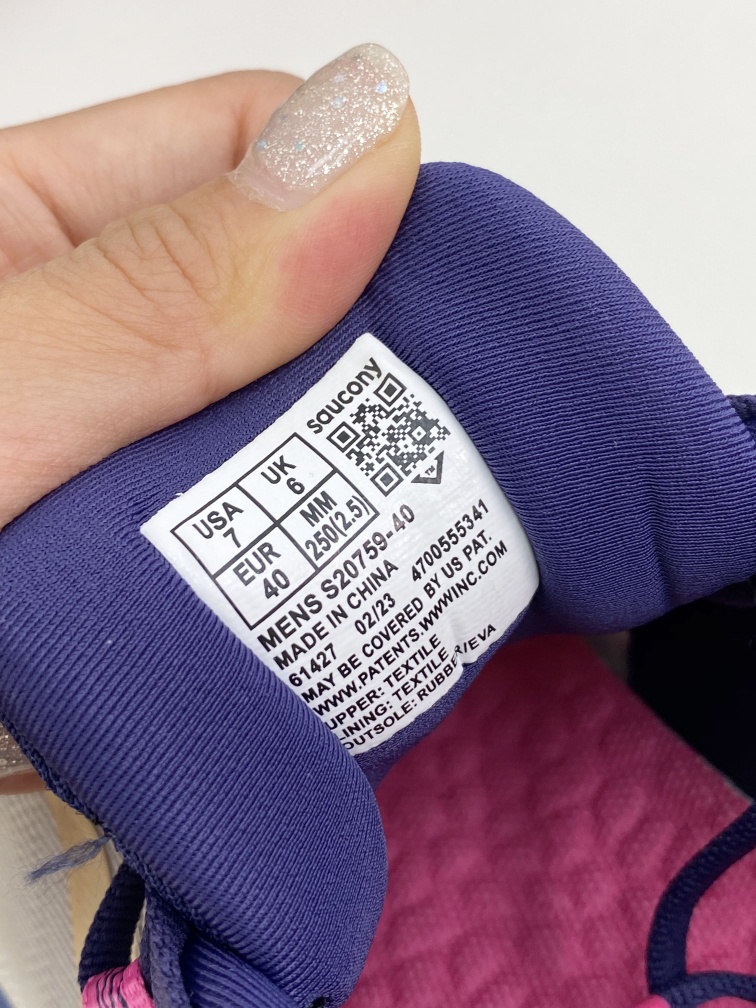 saucony
USA UK
7 6
EUR MM
40 250(2.5)
MENS S20759-40
MADE IN CHINA
61427 02/23 4700555341
MAY BE COVERED BY US PAT.
WWW.PATENTS.WWWINC.COM
UPPER: TEXTILE
LINING: TEXTILE
OUTSOLE: RUBBER/EVA